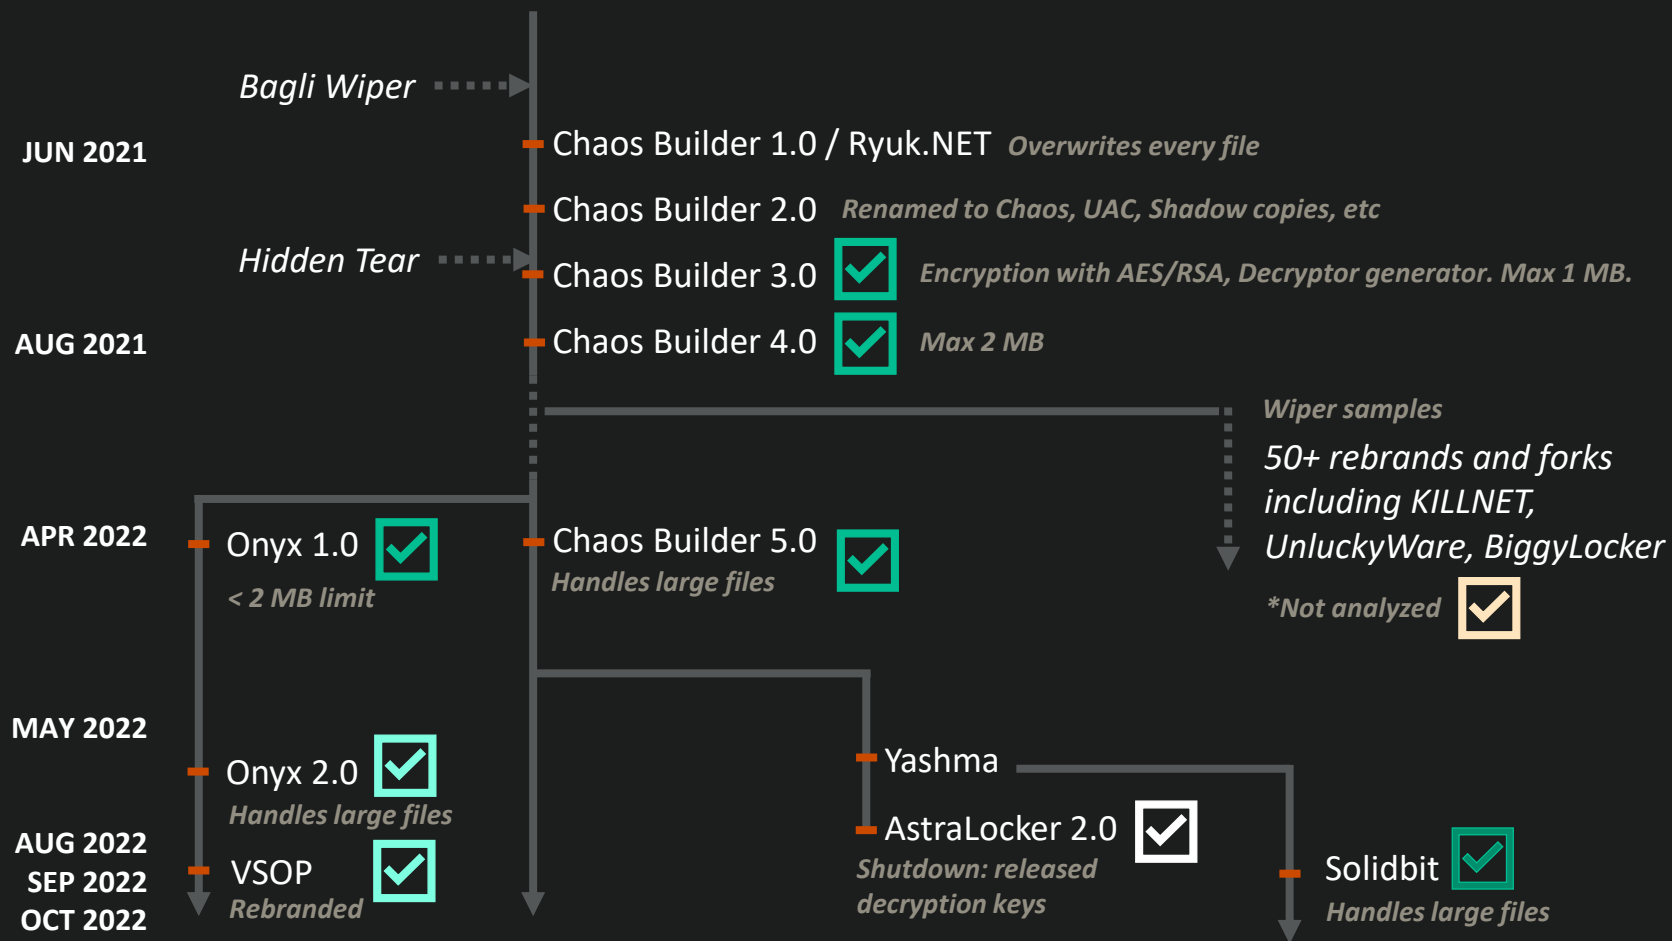 Bagli Wiper
JUN 2021
Chaos Builder 1.0 / Ryuk.NET Overwrites every file
Chaos Builder 2.0 Renamed to Chaos, UAC, Shadow copies, etc
Hidden Tear
Chaos Builder 3.0 Encryption with AES/RSA, Decryptor generator. Max 1 MB.
AUG 2021
Chaos Builder 4.0 Max 2 MB
Wiper samples
50+ rebrands and forks
including KILLNET,
UnluckyWare, BiggyLocker
*Not analyzed
APR 2022
Onyx 1.0
< 2 MB limit
Chaos Builder 5.0
Handles large files
MAY 2022
Onyx 2.0
Handles large files
Yashma
AstraLocker 2.0
Shutdown: released
decryption keys
AUG 2022
SEP 2022
OCT 2022
VSOP
Rebranded
Solidbit
Handles large files